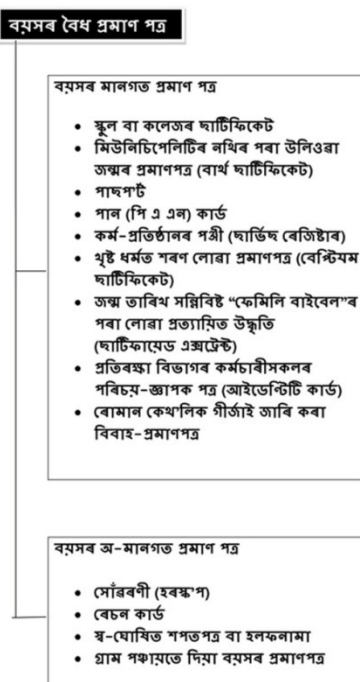 বয়সৰ বৈধ প্ৰমাণ পত্ৰ
বয়সৰ মানগত প্ৰমাণ পত্ৰ
• স্কুল বা কলেজৰ ছাৰ্টিফিকেট
• মিউনিচিপেলিটিৰ নথিৰ পৰা উলিওৱা
জন্মৰ প্ৰমাণপত্ৰ (বাৰ্থ ছাৰ্টিফিকেট)
• পাছপ'ৰ্ট
• পান (পি এ এন) কাৰ্ড
• কৰ্ম-প্ৰতিষ্ঠানৰ পঞ্জী (ছাৰ্ভিছ ৰেজিষ্টাৰ)
• খৃষ্ট ধৰ্মত শৰণ লোৱা প্ৰমাণপত্ৰ (বেপ্টিযম
ছাৰ্টিফিকেট)
• জন্ম তাৰিখ সন্নিবিষ্ট “ফেমিলি বাইবেল”ৰ
পৰা লোৱা প্ৰত্যায়িত উদ্ধৃতি
(ছাৰ্টিফায়েড এক্সট্ৰেক্ট)
• প্ৰতিৰক্ষা বিভাগৰ কৰ্মচাৰীসকলৰ
পৰিচয়-জ্ঞাপক পত্ৰ (আইডেণ্টিটি কাৰ্ড)
• ৰোমান কেথ'লিক গীৰ্জাই জাৰি কৰা
বিবাহ-প্ৰমাণপত্ৰ
বয়সৰ অ-মানগত প্ৰমাণ পত্ৰ
• সোঁৱৰণী (হৰস্ক'প)
• ৰেচন কাৰ্ড
• স্ব-ঘোষিত শপতপত্ৰ বা হলফনামা
• গ্ৰাম পঞ্চায়তে দিয়া বয়সৰ প্ৰমাণপত্ৰ